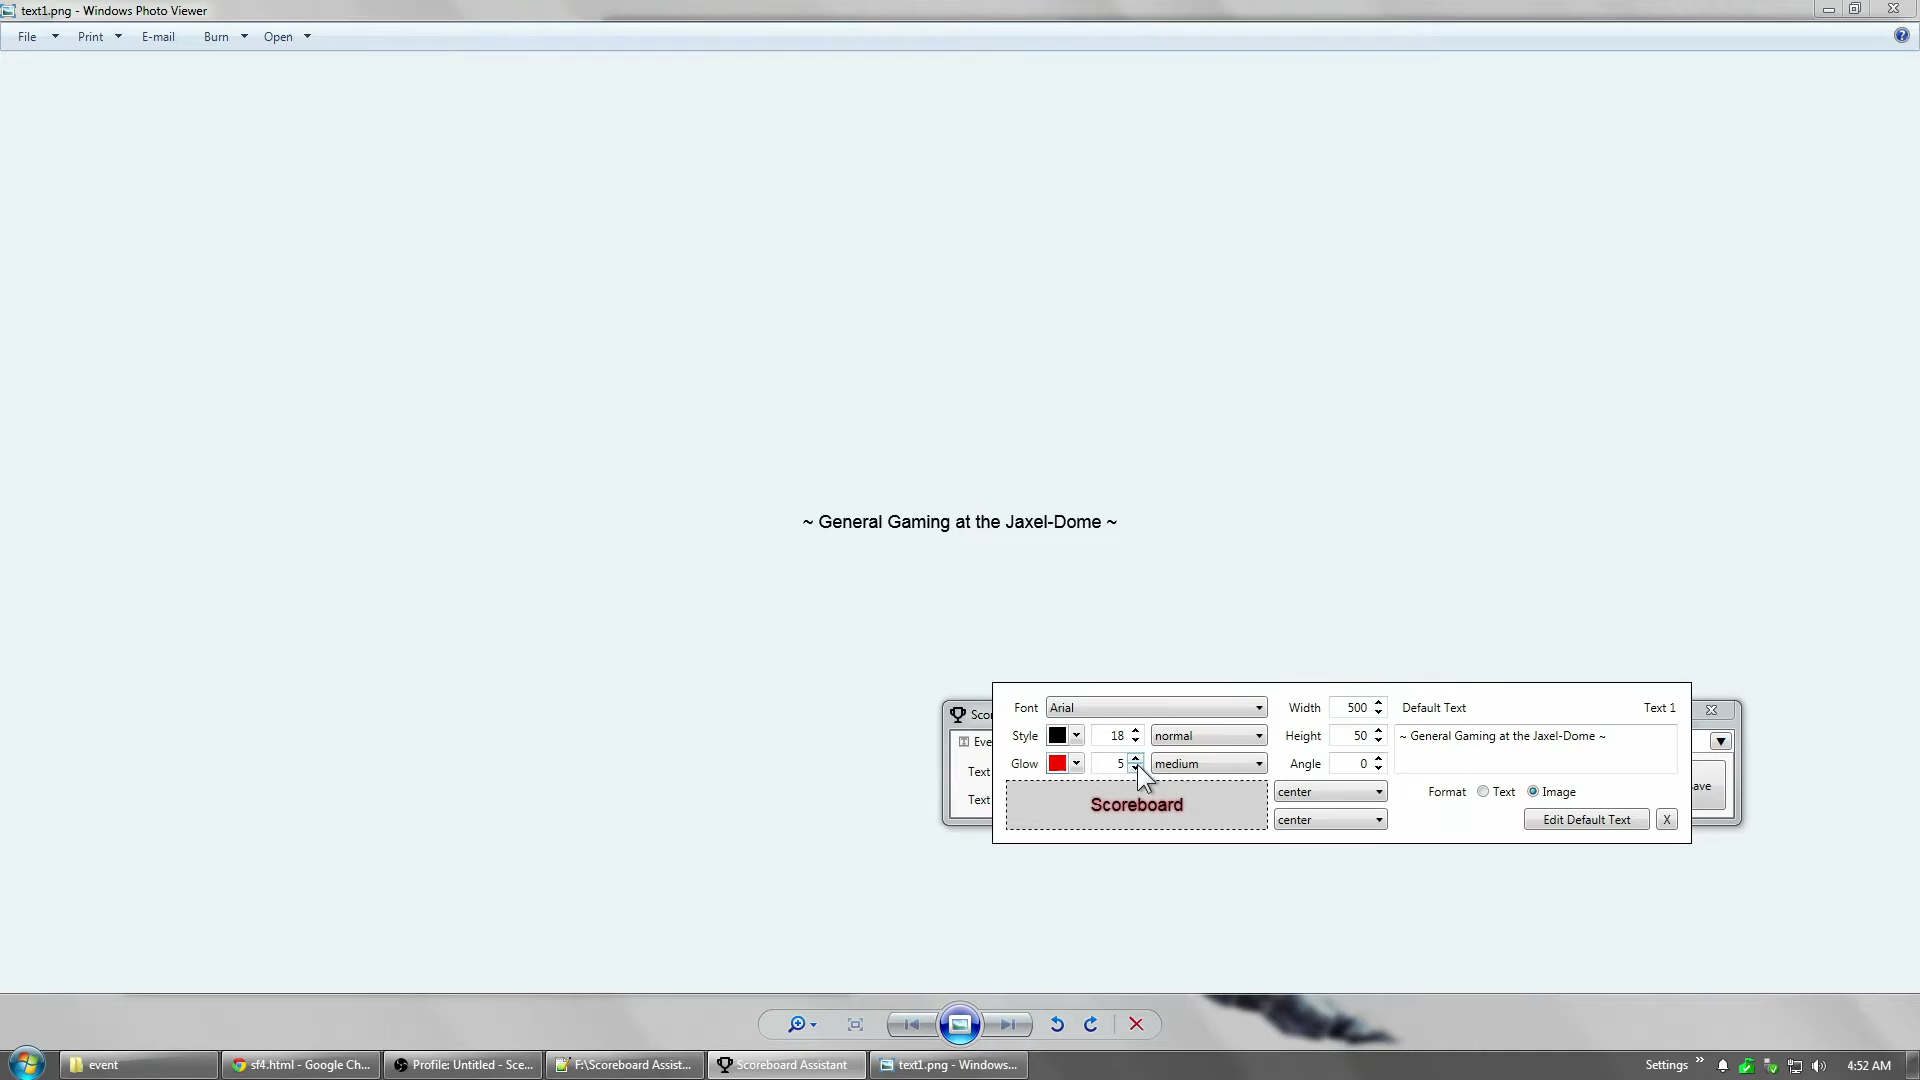 text1.png - Windows Photo Viewer
File Print E-mail Burn Open
~ General Gaming at the Jaxel-Dome ~
Font Arial Width 500 Default Text Text 1
Style 18 normal Height 50 ~ General Gaming at the Jaxel-Dome ~
Glow 5 medium Angle 0
Scoreboard center Format Text Image
center Edit Default Text X
Sco
Eve
Text
Text
ave
event sf4.html - Google Ch... Profile: Untitled - Sce... F:\Scoreboard Assist... Scoreboard Assistant text1.png - Windows... Settings 4:52 AM